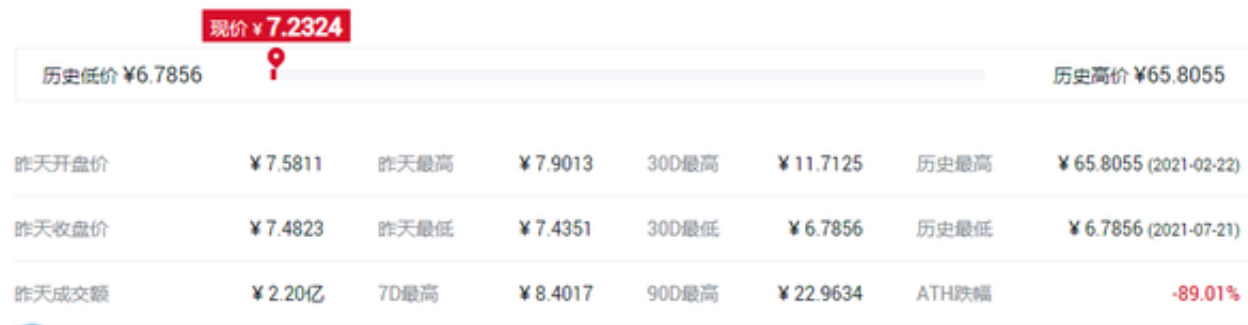 现价 ¥ 7.2324
历史低价 ¥6.7856 历史高价 ¥65.8055
昨天开盘价 ¥ 7.5811 昨天最高 ¥ 7.9013 30D最高 ¥ 11.7125 历史最高 ¥ 65.8055 (2021-02-22)
昨天收盘价 ¥ 7.4823 昨天最低 ¥ 7.4351 30D最低 ¥ 6.7856 历史最低 ¥ 6.7856 (2021-07-21)
昨天成交额 ¥ 2.20亿 7D最高 ¥ 8.4017 90D最高 ¥ 22.9634 ATH跌幅 -89.01%